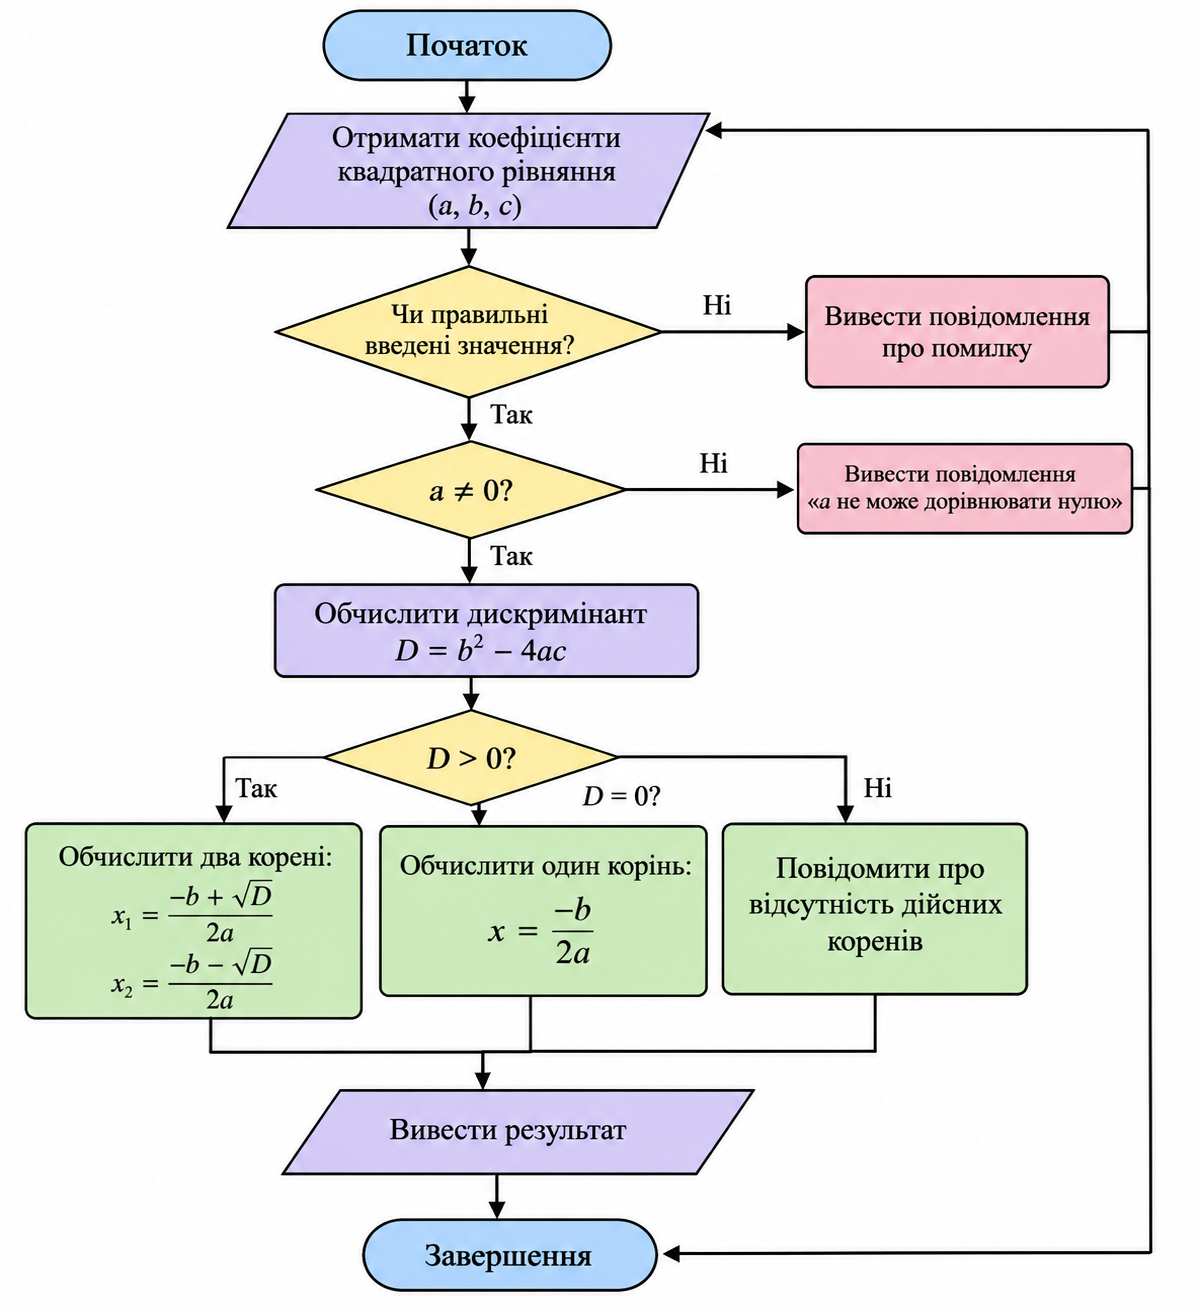 Початок
Отримати коефіцієнти
квадратного рівняння
(a, b, c)
Чи правильні
введені значення?
Ні
Вивести повідомлення
про помилку
Так
a ≠ 0?
Ні
Вивести повідомлення
«a не може дорівнювати нулю»
Так
Обчислити дискримінант
D = b² − 4ac
D > 0?
Так
D = 0?
Ні
Обчислити два корені:
x₁ = (−b + √D) / 2a
x₂ = (−b − √D) / 2a
Обчислити один корінь:
x = −b / 2a
Повідомити про
відсутність дійсних
коренів
Вивести результат
Завершення